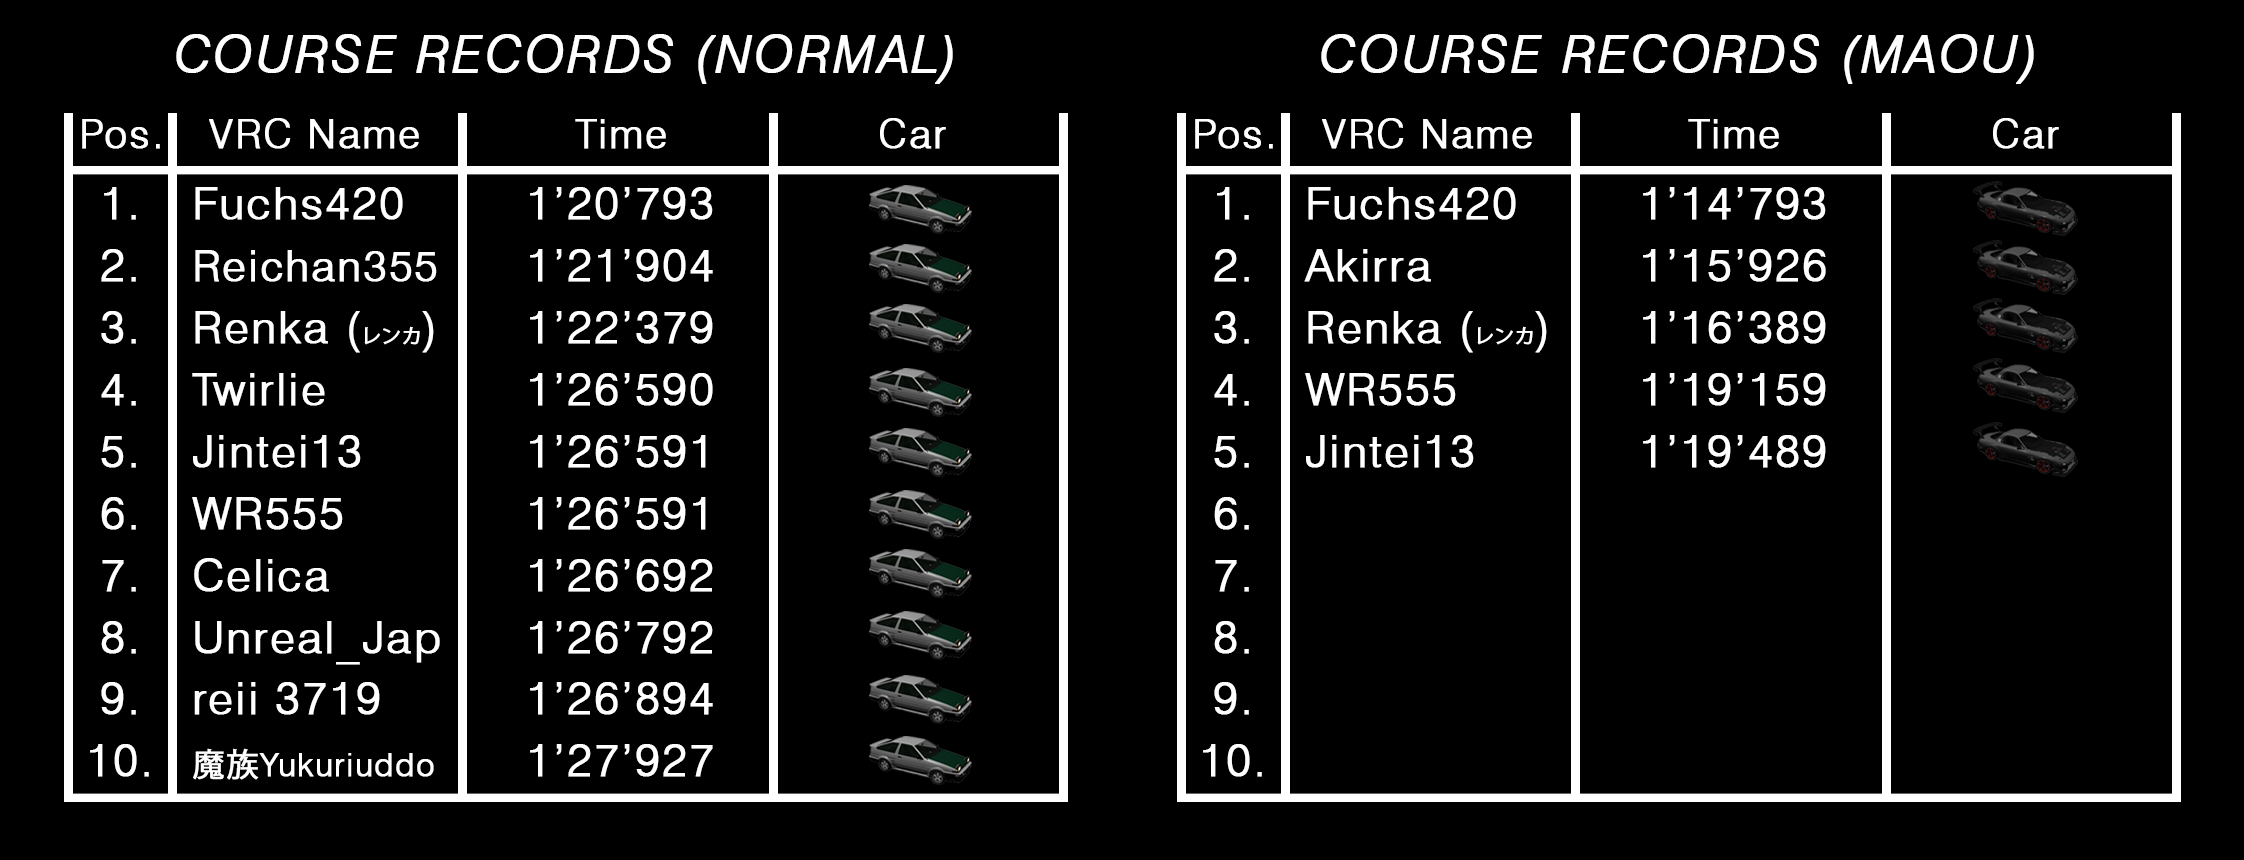 COURSE RECORDS (NORMAL)
Pos. VRC Name Time Car
1. Fuchs420 1’20’793
2. Reichan355 1’21’904
3. Renka (レンカ) 1’22’379
4. Twirlie 1’26’590
5. Jintei13 1’26’591
6. WR555 1’26’591
7. Celica 1’26’692
8. Unreal_Jap 1’26’792
9. reii 3719 1’26’894
10. 魔族Yukuriuddo 1’27’927
COURSE RECORDS (MAOU)
Pos. VRC Name Time Car
1. Fuchs420 1’14’793
2. Akirra 1’15’926
3. Renka (レンカ) 1’16’389
4. WR555 1’19’159
5. Jintei13 1’19’489
6.
7.
8.
9.
10.